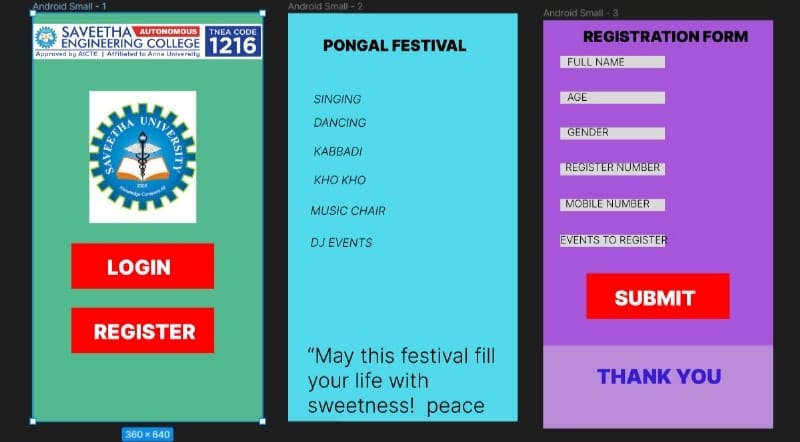 Android Small - 1
SAVEETHA AUTONOMOUS
ENGINEERING COLLEGE
Approved by AICTE | Affiliated to Anna University
TNEA CODE
1216
SAVEETHA UNIVERSITY
2005
LOGIN
REGISTER
360 × 640
Android Small - 2
PONGAL FESTIVAL
SINGING
DANCING
KABBADI
KHO KHO
MUSIC CHAIR
DJ EVENTS
“May this festival fill
your life with
sweetness! peace
Android Small - 3
REGISTRATION FORM
FULL NAME
AGE
GENDER
REGISTER NUMBER
MOBILE NUMBER
EVENTS TO REGISTER
SUBMIT
THANK YOU